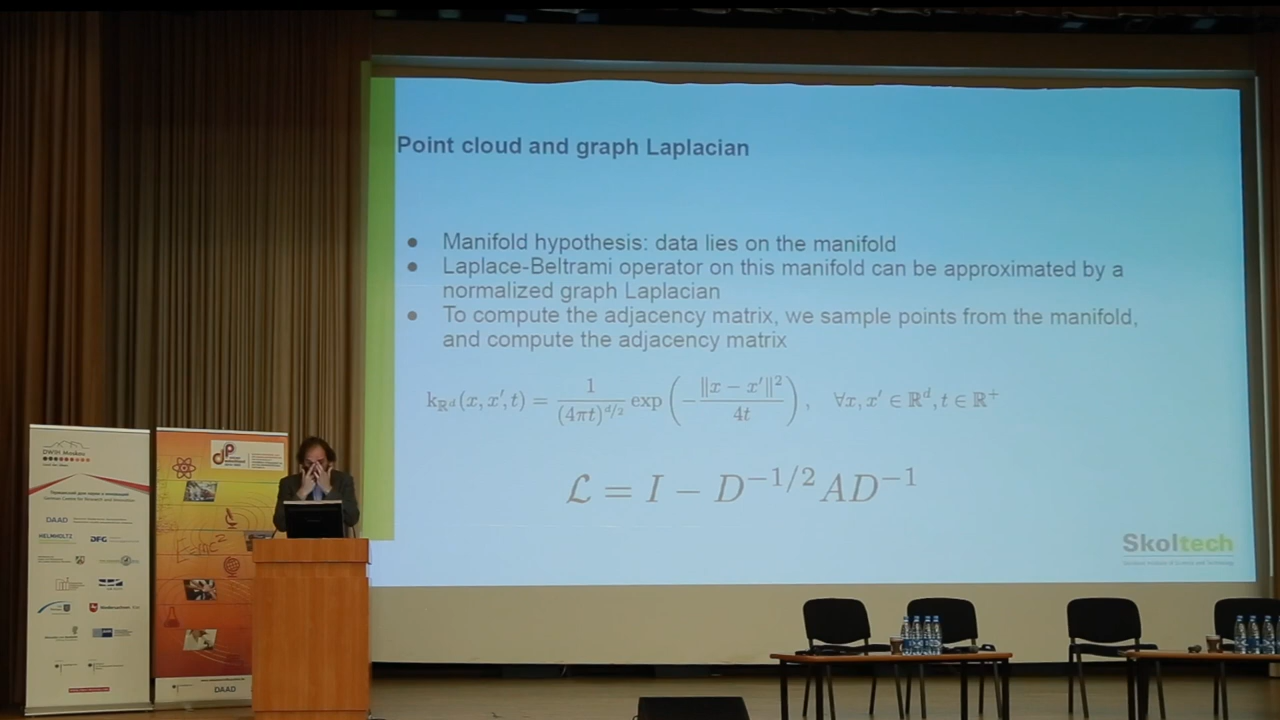 Point cloud and graph Laplacian
● Manifold hypothesis: data lies on the manifold
● Laplace-Beltrami operator on this manifold can be approximated by a
normalized graph Laplacian
● To compute the adjacency matrix, we sample points from the manifold,
and compute the adjacency matrix
k_{ℝ^d}(x, x′, t) = 1/(4πt)^{d/2} exp(−‖x − x′‖²/4t), ∀x, x′ ∈ ℝ^d, t ∈ ℝ⁺
ℒ = I − D^{−1/2}AD^{−1}
Skoltech
DWIH Moskau
DAAD
HELMHOLTZ
DFG
Niedersachsen
E=mc²
DAAD